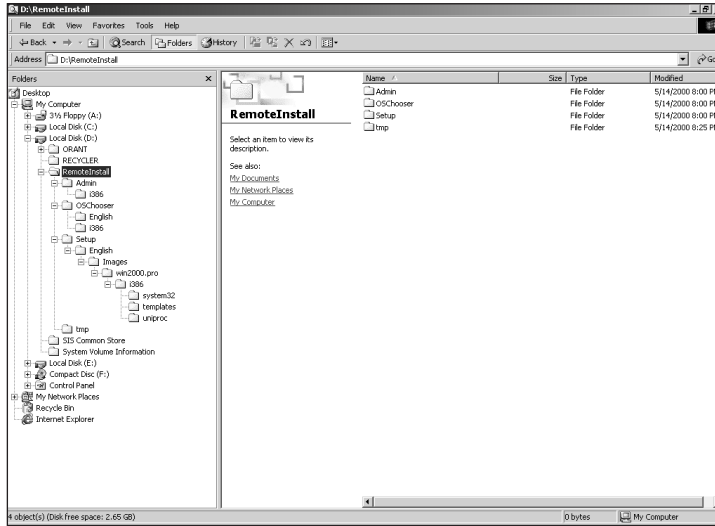 D:\RemoteInstall
File Edit View Favorites Tools Help
Back Search Folders History
Address D:\RemoteInstall Go
Folders
Desktop
My Computer
3½ Floppy (A:)
Local Disk (C:)
Local Disk (D:)
ORANT
RECYCLER
RemoteInstall
Admin
i386
OSChooser
English
i386
Setup
English
Images
win2000.pro
i386
system32
templates
uniproc
tmp
SIS Common Store
System Volume Information
Local Disk (E:)
Compact Disc (F:)
Control Panel
My Network Places
Recycle Bin
Internet Explorer
RemoteInstall
Select an item to view its
description.
See also:
My Documents
My Network Places
My Computer
Name Size Type Modified
Admin File Folder 5/14/2000 8:00 P
OSChooser File Folder 5/14/2000 8:00 P
Setup File Folder 5/14/2000 8:00 P
tmp File Folder 5/14/2000 8:25 P
4 object(s) (Disk free space: 2.65 GB) 0 bytes My Computer